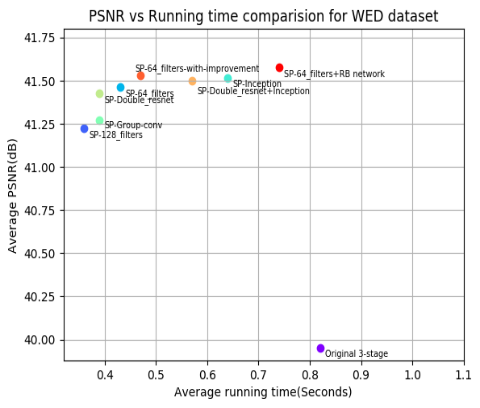 PSNR vs Running time comparision for WED dataset
41.75
41.50
41.25
41.00
40.75
40.50
40.25
40.00
Average PSNR(dB)
SP-64_filters-with-improvement
SP-64_filters+RB network
SP-Inception
SP-Double_resnet+Inception
SP-64_filters
SP-Double_resnet
SP-Group-conv
SP-128_filters
Original 3-stage
0.4 0.5 0.6 0.7 0.8 0.9 1.0 1.1
Average running time(Seconds)